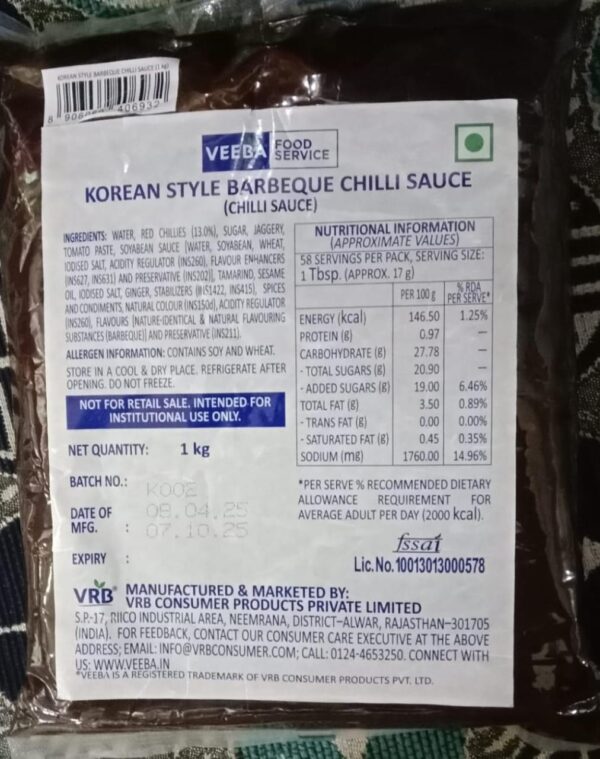 KOREAN STYLE BARBEQUE CHILLI SAUCE (1 kg)
406932
VEEBA FOOD SERVICE
KOREAN STYLE BARBEQUE CHILLI SAUCE
(CHILLI SAUCE)
INGREDIENTS: WATER, RED CHILLIES (13.0%), SUGAR, JAGGERY,
TOMATO PASTE, SOYABEAN SAUCE [WATER, SOYABEAN, WHEAT,
IODISED SALT, ACIDITY REGULATOR (INS260), FLAVOUR ENHANCERS
(INS627, INS631) AND PRESERVATIVE (INS202)], TAMARIND, SESAME
OIL, IODISED SALT, GINGER, STABILIZERS (INS1422, INS415), SPICES
AND CONDIMENTS, NATURAL COLOUR (INS150d), ACIDITY REGULATOR
(INS260), FLAVOURS [NATURE-IDENTICAL & NATURAL FLAVOURING
SUBSTANCES (BARBEQUE)] AND PRESERVATIVE (INS211).
ALLERGEN INFORMATION: CONTAINS SOY AND WHEAT.
STORE IN A COOL & DRY PLACE. REFRIGERATE AFTER
OPENING. DO NOT FREEZE.
NOT FOR RETAIL SALE. INTENDED FOR
INSTITUTIONAL USE ONLY.
NET QUANTITY: 1 kg
BATCH NO.: K002
DATE OF MFG. : 09.04.25
07.10.25
EXPIRY :
NUTRITIONAL INFORMATION
(APPROXIMATE VALUES)
58 SERVINGS PER PACK, SERVING SIZE:
1 Tbsp. (APPROX. 17 g)
PER 100 g % RDA PER SERVE*
ENERGY (kcal) 146.50 1.25%
PROTEIN (g) 0.97 —
CARBOHYDRATE (g) 27.78 —
- TOTAL SUGARS (g) 20.90 —
- ADDED SUGARS (g) 19.00 6.46%
TOTAL FAT (g) 3.50 0.89%
- TRANS FAT (g) 0.00 0.00%
- SATURATED FAT (g) 0.45 0.35%
SODIUM (mg) 1760.00 14.96%
*PER SERVE % RECOMMENDED DIETARY
ALLOWANCE REQUIREMENT FOR
AVERAGE ADULT PER DAY (2000 kcal).
fssai
Lic. No. 10013013000578
VRB MANUFACTURED & MARKETED BY:
VRB CONSUMER PRODUCTS PRIVATE LIMITED
S.P.-17, RIICO INDUSTRIAL AREA, NEEMRANA, DISTRICT-ALWAR, RAJASTHAN-301705
(INDIA). FOR FEEDBACK, CONTACT OUR CONSUMER CARE EXECUTIVE AT THE ABOVE
ADDRESS; EMAIL: INFO@VRBCONSUMER.COM; CALL: 0124-4653250. CONNECT WITH
US: WWW.VEEBA.IN
*VEEBA IS A REGISTERED TRADEMARK OF VRB CONSUMER PRODUCTS PVT. LTD.